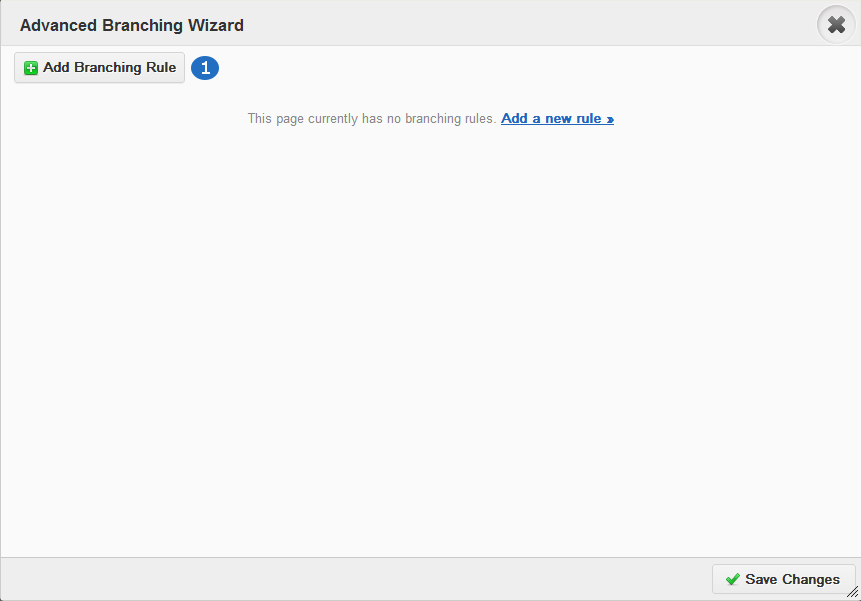 Advanced Branching Wizard
Add Branching Rule 1
This page currently has no branching rules. Add a new rule »
Save Changes